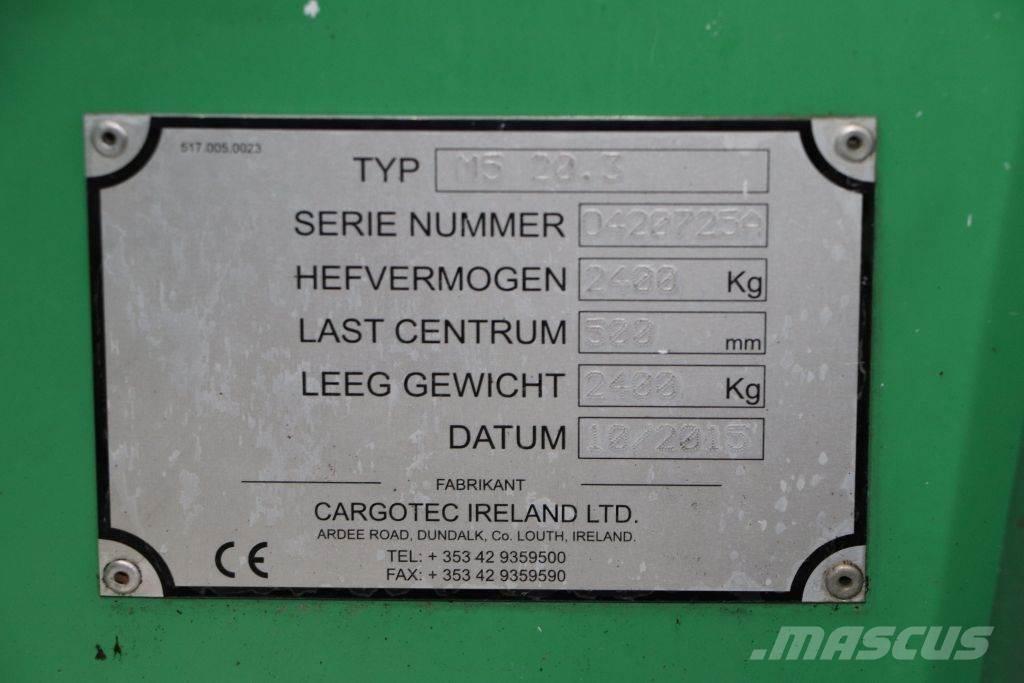 517.005.0023
TYP M5 20.3
SERIE NUMMER D420725A
HEFVERMOGEN 2400 Kg
LAST CENTRUM 500 mm
LEEG GEWICHT 2400 Kg
DATUM 10/2015
FABRIKANT
CARGOTEC IRELAND LTD.
ARDEE ROAD, DUNDALK, Co. LOUTH, IRELAND.
CE
TEL: + 353 42 9359500
FAX: + 353 42 9359590
MASCUS